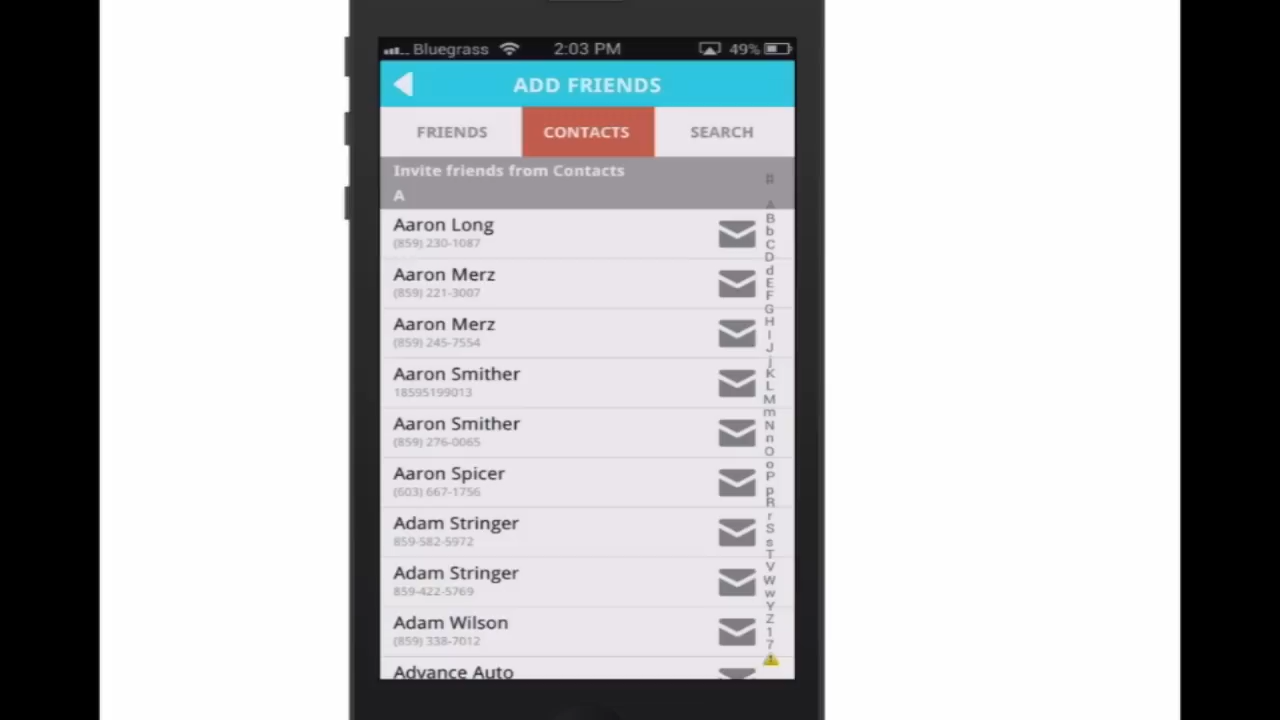 Bluegrass 2:03 PM 49%
ADD FRIENDS
FRIENDS CONTACTS SEARCH
Invite friends from Contacts
A
Aaron Long
(859) 230-1087
Aaron Merz
(859) 221-3007
Aaron Merz
(859) 245-7554
Aaron Smither
18595199013
Aaron Smither
(859) 276-0065
Aaron Spicer
(603) 667-1756
Adam Stringer
859-582-5972
Adam Stringer
859-422-5769
Adam Wilson
(859) 338-7012
Advance Auto
#
A
B
b
C
D
d
E
F
G
H
I
J
j
K
L
M
m
N
n
O
o
P
p
R
r
S
s
T
V
W
w
Y
Z
1
7